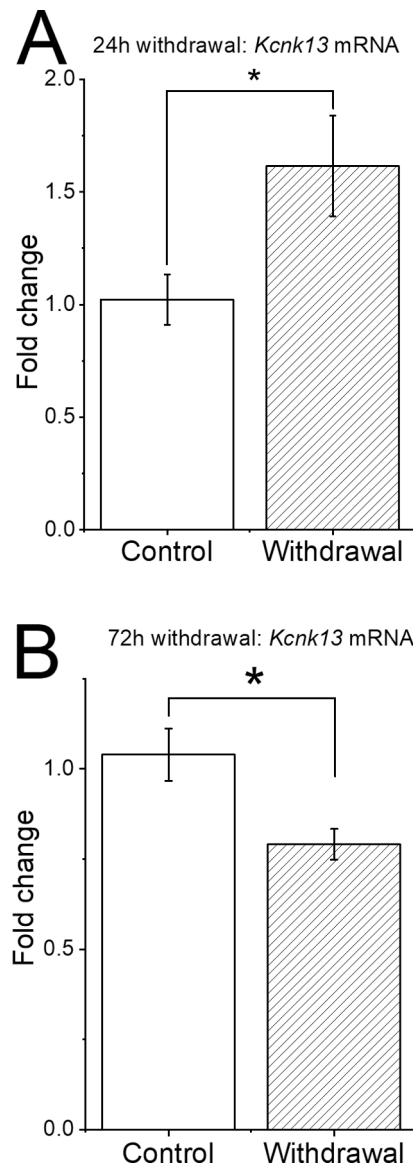 A
24h withdrawal: Kcnk13 mRNA
*
2.0
1.5
1.0
0.5
0.0
Fold change
Control Withdrawal
B
72h withdrawal: Kcnk13 mRNA
*
1.0
0.5
0.0
Fold change
Control Withdrawal